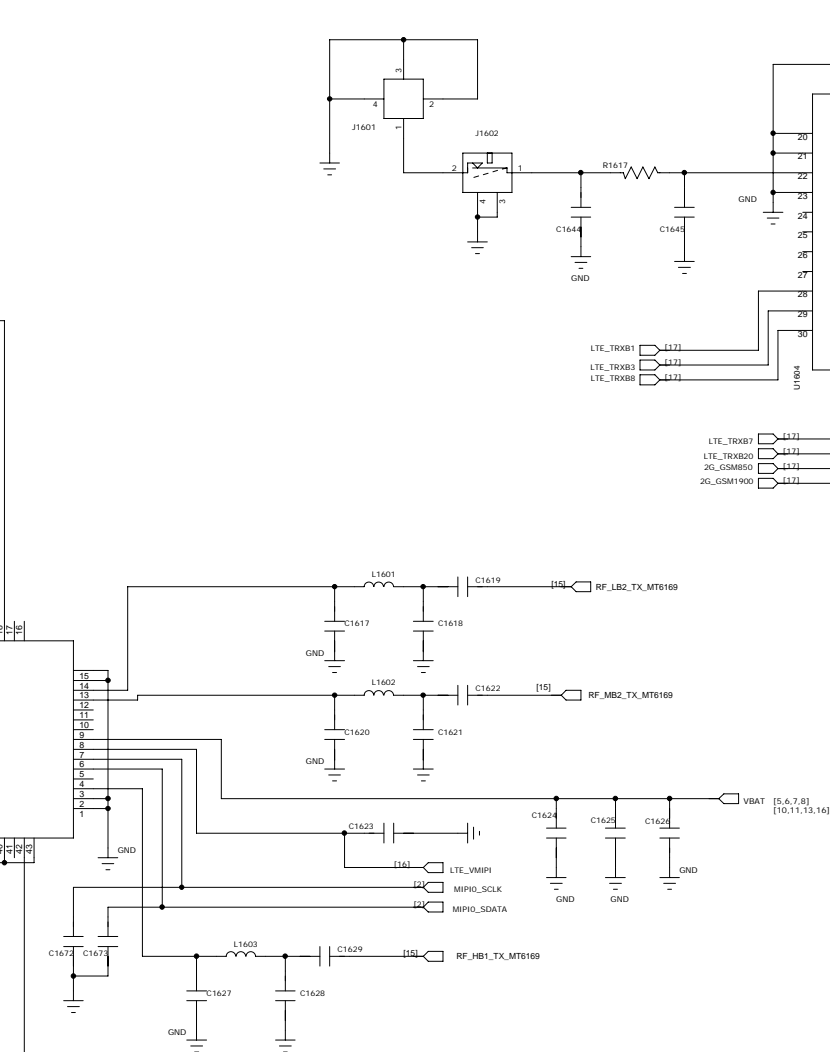 3
4
2
J1601
1
J1602
2
1
4
3
R1617
C1644
GND
C1645
GND
20
21
22
23
24
25
26
27
28
29
30
U1604
LTE_TRXB1 [17]
LTE_TRXB3 [17]
LTE_TRXB8 [17]
LTE_TRXB7 [17]
LTE_TRXB20 [17]
2G_GSM850 [17]
2G_GSM1900 [17]
L1601
C1619
[15] RF_LB2_TX_MT6169
C1617
C1618
GND
17
16
15
14
13
12
11
10
9
8
7
6
5
4
3
2
1
L1602
C1622
[15] RF_MB2_TX_MT6169
C1620
C1621
GND
VBAT [5,6,7,8]
[10,11,13,16]
C1624
C1625
C1626
GND
GND
GND
C1623
[16] LTE_VMIPI
[2] MIPI0_SCLK
[2] MIPI0_SDATA
40
41
42
43
GND
C1672
C1673
L1603
C1629
[15] RF_HB1_TX_MT6169
C1627
C1628
GND